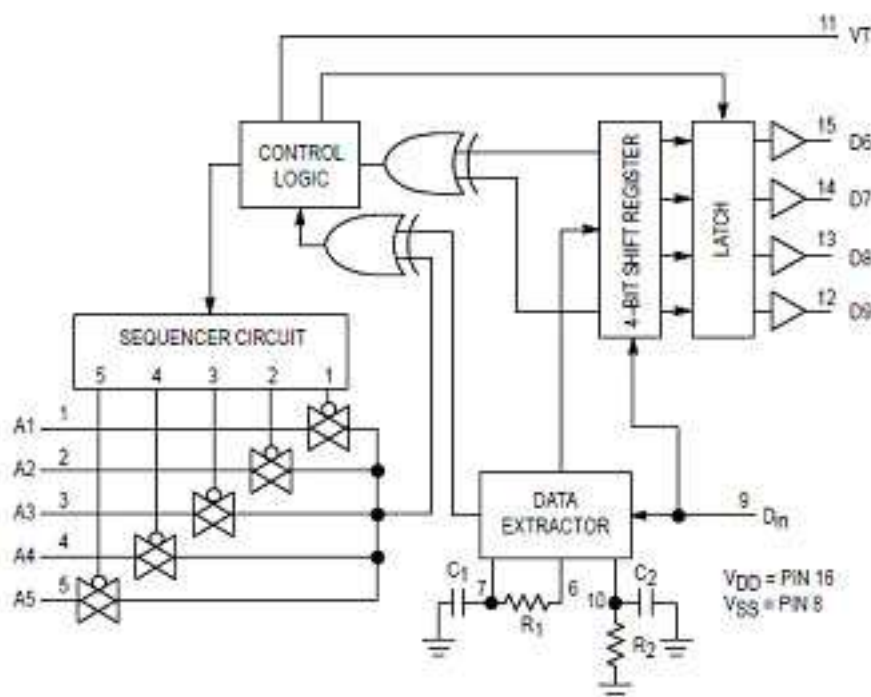 11 VT
CONTROL LOGIC
4-BIT SHIFT REGISTER
LATCH
15 D6
14 D7
13 D8
12 D9
SEQUENCER CIRCUIT
5 4 3 2 1
A1 1
A2 2
A3 3
A4 4
A5 5
DATA EXTRACTOR
9 Din
C1 7 R1 6 10 C2 R2
VDD = PIN 16
VSS = PIN 8